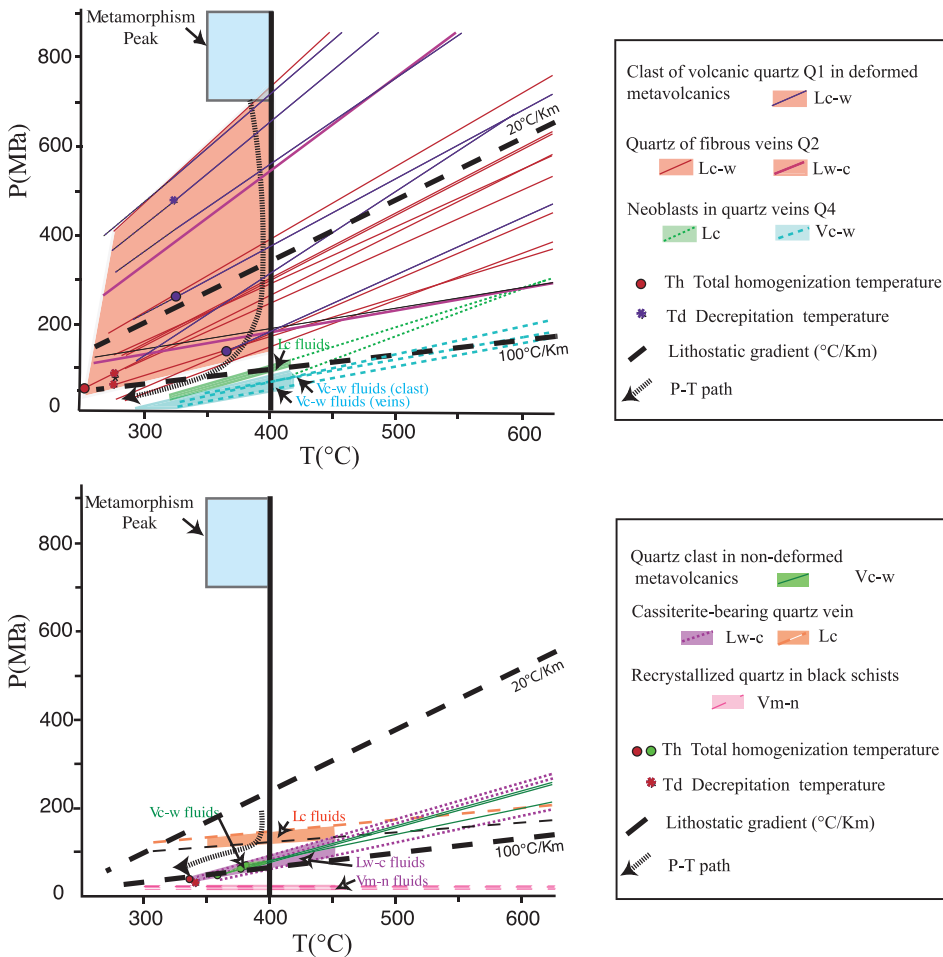 Metamorphism
Peak
P(MPa)
800
600
400
200
0
300
400
500
600
T(°C)
20°C/Km
100°C/Km
Lc fluids
Vc-w fluids (clast)
Vc-w fluids (veins)
Clast of volcanic quartz Q1 in deformed
metavolcanics
Lc-w
Quartz of fibrous veins Q2
Lc-w Lw-c
Neoblasts in quartz veins Q4
Lc Vc-w
Th Total homogenization temperature
Td Decrepitation temperature
Lithostatic gradient (°C/Km)
P-T path
Metamorphism
Peak
P(MPa)
800
600
400
200
0
300
400
500
600
T(°C)
20°C/Km
100°C/Km
Vc-w fluids
Lc fluids
Lw-c fluids
Vm-n fluids
Quartz clast in non-deformed
metavolcanics Vc-w
Cassiterite-bearing quartz vein
Lw-c Lc
Recrystallized quartz in black schists
Vm-n
Th Total homogenization temperature
Td Decrepitation temperature
Lithostatic gradient (°C/Km)
P-T path